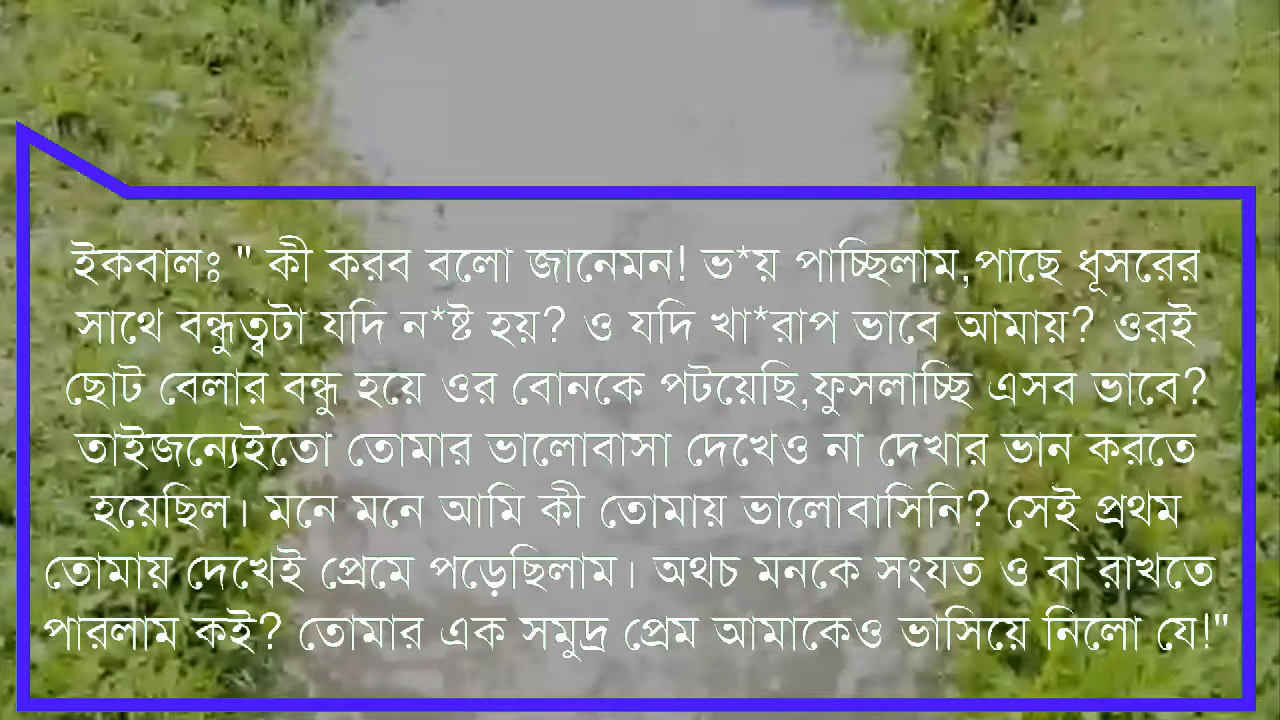 ইকবালঃ " কী করব বলো জানেমন! ভ*য় পাচ্ছিলাম,পাছে ধূসরের
সাথে বন্ধুত্বটা যদি ন*ষ্ট হয়? ও যদি খা*রাপ ভাবে আমায়? ওরই
ছোট বেলার বন্ধু হয়ে ওর বোনকে পটয়েছি,ফুসলাচ্ছি এসব ভাবে?
তাইজন্যেইতো তোমার ভালোবাসা দেখেও না দেখার ভান করতে
হয়েছিল। মনে মনে আমি কী তোমায় ভালোবাসিনি? সেই প্রথম
তোমায় দেখেই প্রেমে পড়েছিলাম। অথচ মনকে সংযত ও বা রাখতে
পারলাম কই? তোমার এক সমুদ্র প্রেম আমাকেও ভাসিয়ে নিলো যে!"